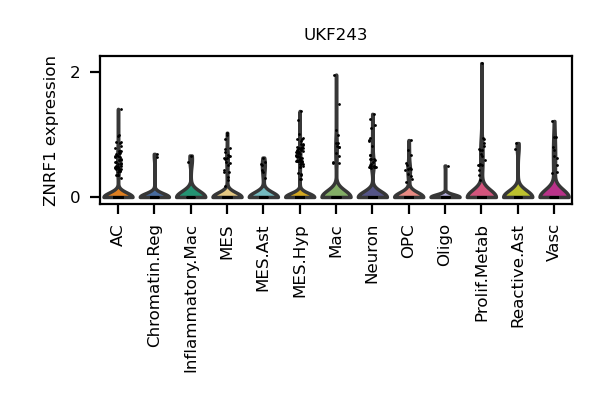 UKF243
ZNRF1 expression
2
0
AC
Chromatin.Reg
Inflammatory.Mac
MES
MES.Ast
MES.Hyp
Mac
Neuron
OPC
Oligo
Prolif.Metab
Reactive.Ast
Vasc